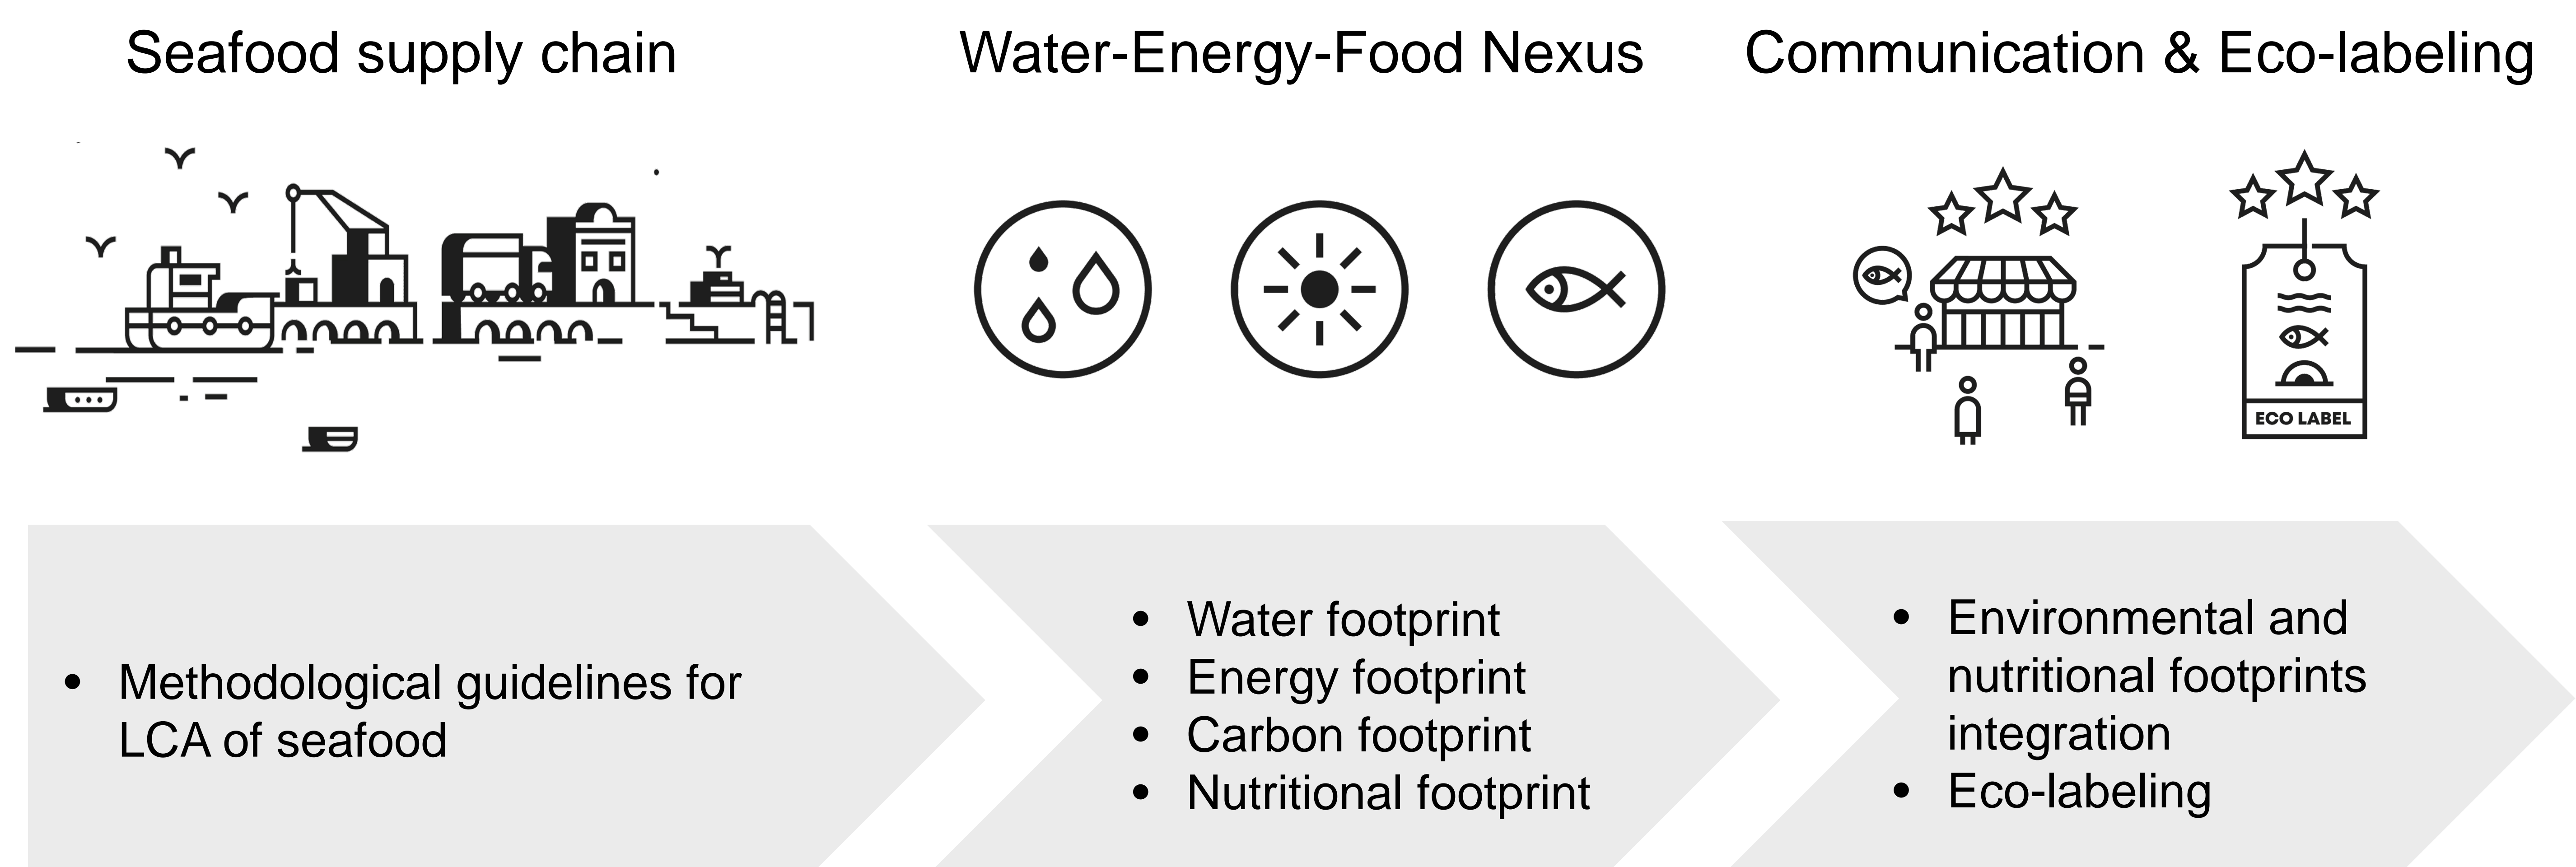 Seafood supply chain
Water-Energy-Food Nexus
Communication & Eco-labeling
ECO LABEL
• Methodological guidelines for
LCA of seafood
• Water footprint
• Energy footprint
• Carbon footprint
• Nutritional footprint
• Environmental and
nutritional footprints
integration
• Eco-labeling